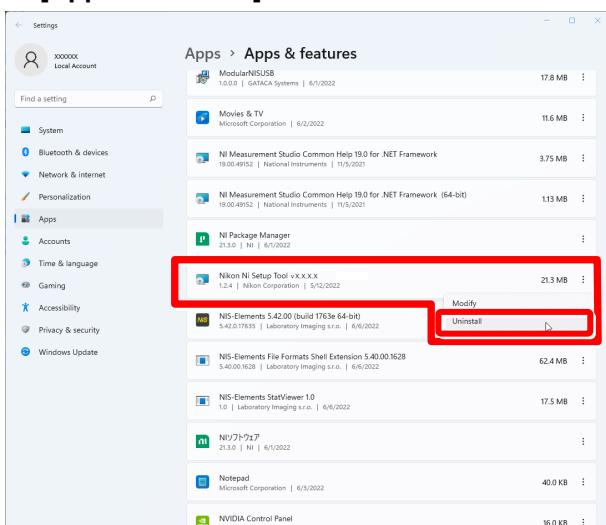 Settings
xxxxxx
Local Account
Find a setting
System
Bluetooth & devices
Network & internet
Personalization
Apps
Accounts
Time & language
Gaming
Accessibility
Privacy & security
Windows Update
Apps > Apps & features
ModularNISUSB
1.0.0.0 | GATACA Systems | 6/1/2022
17.8 MB
Movies & TV
Microsoft Corporation | 6/2/2022
11.6 MB
NI Measurement Studio Common Help 19.0 for .NET Framework
19.00.49152 | National Instruments | 11/5/2021
3.75 MB
NI Measurement Studio Common Help 19.0 for .NET Framework (64-bit)
19.00.49152 | National Instruments | 11/5/2021
1.13 MB
NI Package Manager
21.3.0 | NI | 6/1/2022
Nikon Ni Setup Tool vx.x.x.x
1.2.4 | Nikon Corporation | 5/12/2022
21.3 MB
Modify
Uninstall
NIS
NIS-Elements 5.42.00 (build 1763e 64-bit)
5.42.0.17635 | Laboratory Imaging s.r.o. | 6/6/2022
NIS-Elements File Formats Shell Extension 5.40.00.1628
5.40.00.1628 | Laboratory Imaging s.r.o. | 6/6/2022
62.4 MB
NIS-Elements StatViewer 1.0
1.0 | Laboratory Imaging s.r.o. | 6/6/2022
17.5 MB
NIソフトウェア
21.3.0 | NI | 6/1/2022
Notepad
Microsoft Corporation | 6/3/2022
40.0 KB
NVIDIA Control Panel
16.0 KB